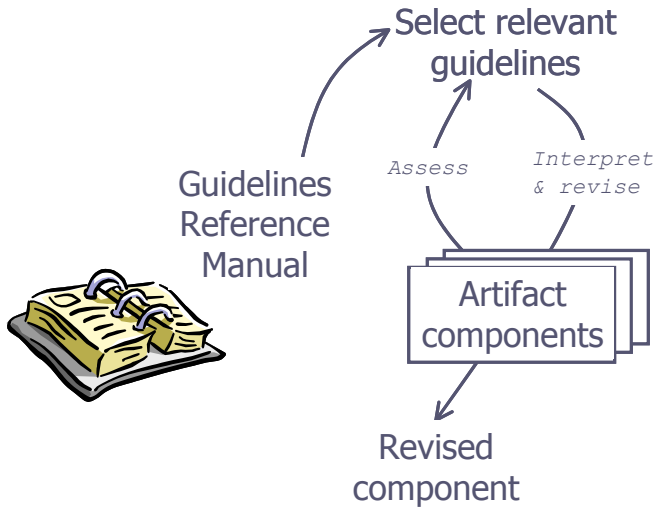 Select relevant
guidelines
Assess
Interpret
& revise
Guidelines
Reference
Manual
Artifact
components
Revised
component